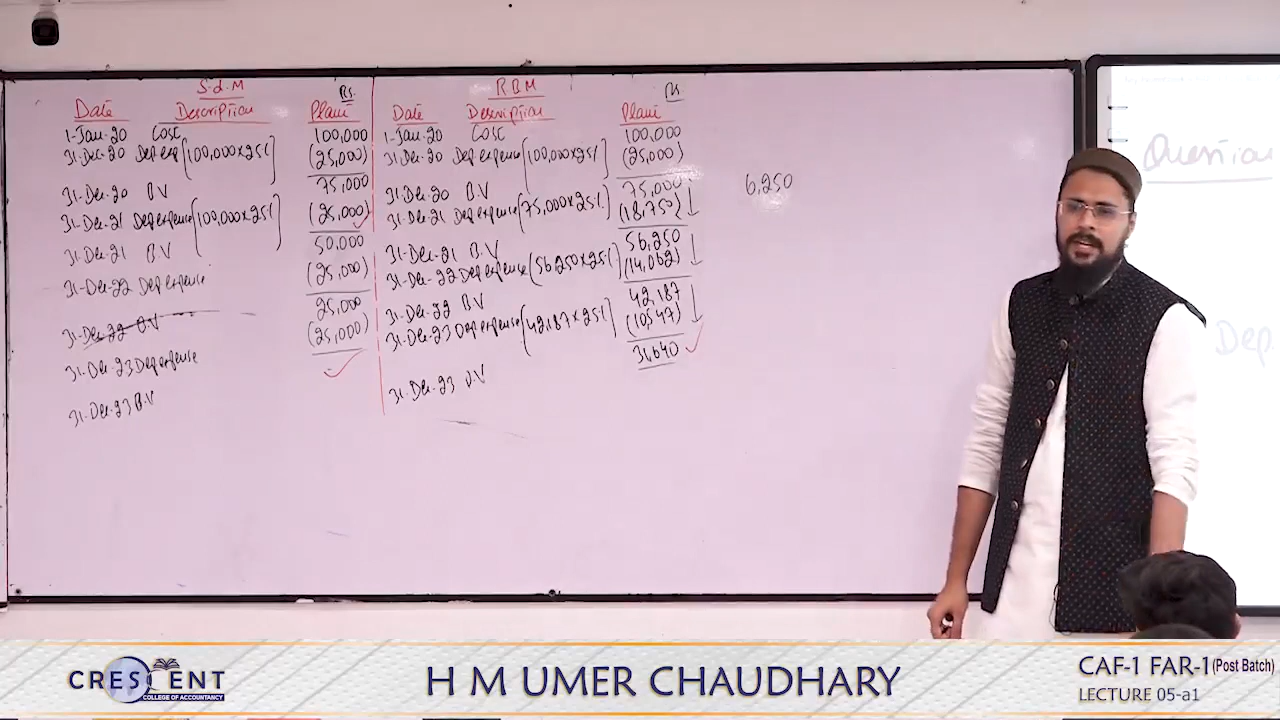 S.d.M
Rs.
Date Description Plant
1-Jan-20 Cost 100,000
31-Dec-20 Dep exp [100,000x25%] (25,000)
75,000
31-Dec-20 B.V
31-Dec-21 Dep expense [100,000x25%] (25,000)
50,000
31-Dec-21 B.V
(25,000)
31-Dec-22 Dep expense
25,000
31-Dec-22 B.V
(25,000)
31-Dec-23 Dep expense
31-Dec-23 B.V
RBM
Rs.
Date Description Plant
1-Jan-20 Cost 100,000
31-Dec-20 Dep expense [100,000x25%] (25,000)
31-Dec-20 B.V 75,000
31-Dec-21 Dep expense [75,000x25%] (18,750)
31-Dec-21 B.V 56,250
31-Dec-22 Dep expense (56250x25%) (14,062)
31-Dec-22 B.V 42,187
31-Dec-23 Dep expense [42,187x25%] (10,547)
31,640
31-Dec-23 B.V
6,250
Question
Dep
CRESCENT
COLLEGE OF ACCOUNTANCY
H M UMER CHAUDHARY
CAF-1 FAR-1 (Post Batch)
LECTURE 05-a1